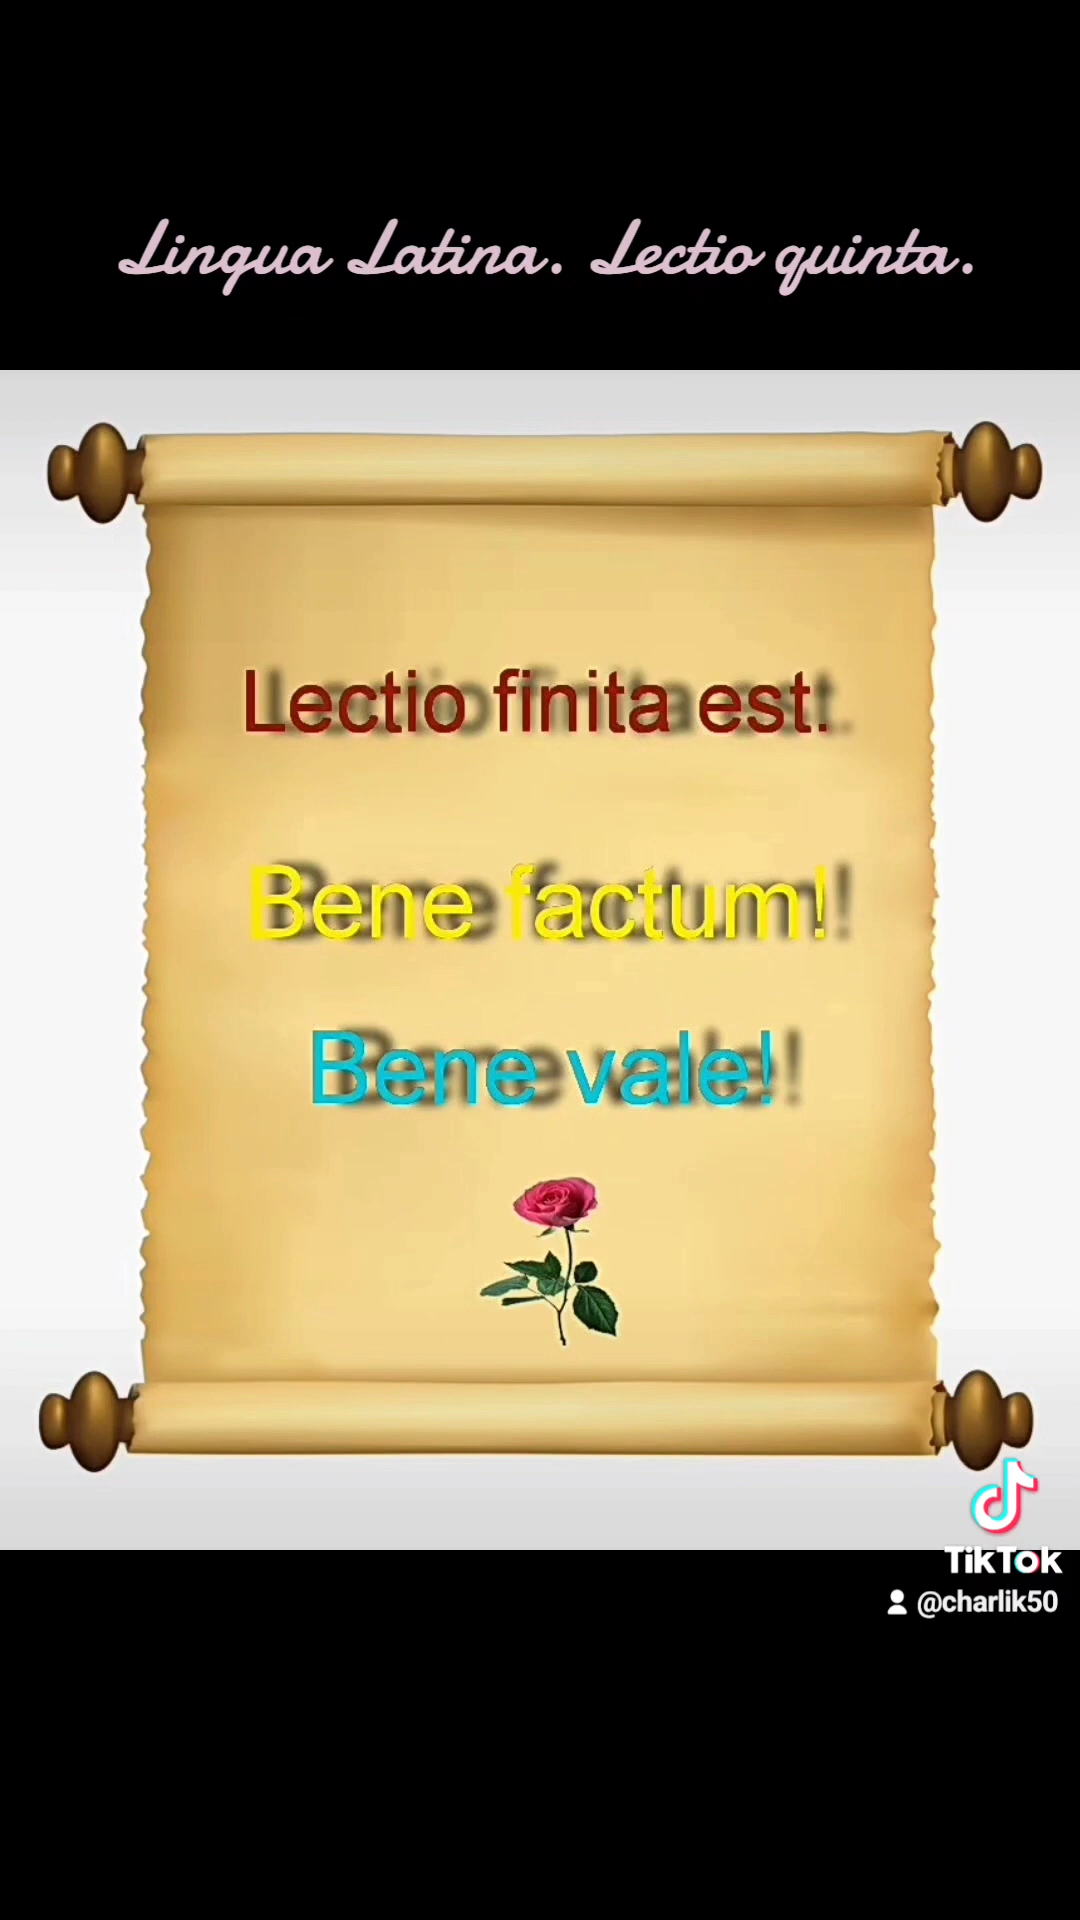 Lingua Latina. Lectio quinta.
Lectio finita est.
Bene factum!
Bene vale!
TikTok
@charlik50